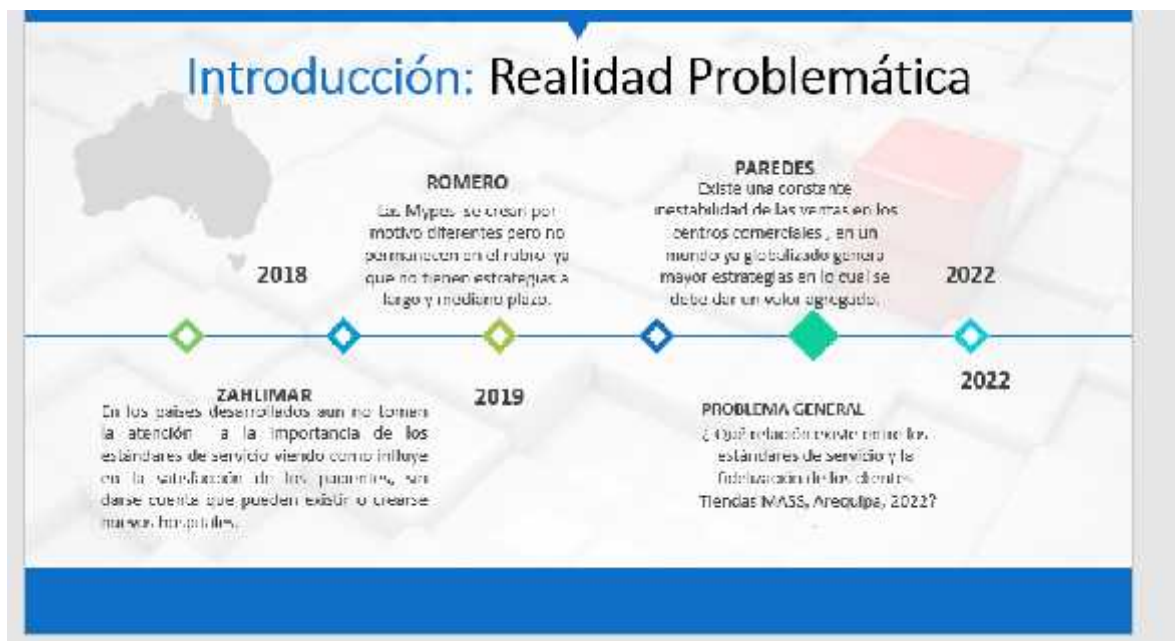 Introducción: Realidad Problemática
2018
ZAHLIMAR
En los países desarrollados aun no toman
la atención a la importancia de los
estándares de servicio viendo como influye
en la satisfacción de los pacientes, sin
darse cuenta que pueden existir o crearse
nuevos hospitales.
ROMERO
Las Mypes se crean por
motivo diferentes pero no
permanecen en el rubro ya
que no tienen estrategias a
largo y mediano plazo.
2019
PAREDES
Existe una constante
inestabilidad de las ventas en los
centros comerciales , en un
mundo ya globalizado genera
mayor estrategias en lo cual se
debe dar un valor agregado.
2022
2022
PROBLEMA GENERAL
¿ Qué relación existe entre los
estándares de servicio y la
fidelización de los clientes
Tiendas MASS, Arequipa, 2022?